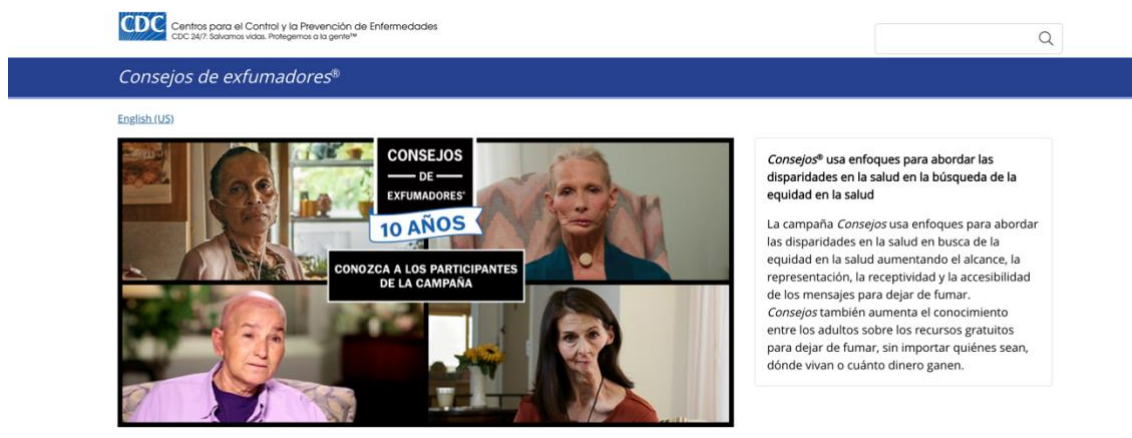 CDC
Centros para el Control y la Prevención de Enfermedades
CDC 24/7: Salvamos vidas. Protegemos a la gente™
Consejos de exfumadores®
English (US)
CONSEJOS
DE
EXFUMADORES®
10 AÑOS
CONOZCA A LOS PARTICIPANTES
DE LA CAMPAÑA
Consejos® usa enfoques para abordar las
disparidades en la salud en la búsqueda de la
equidad en la salud
La campaña Consejos usa enfoques para abordar
las disparidades en la salud en busca de la
equidad en la salud aumentando el alcance, la
representación, la receptividad y la accesibilidad
de los mensajes para dejar de fumar.
Consejos también aumenta el conocimiento
entre los adultos sobre los recursos gratuitos
para dejar de fumar, sin importar quiénes sean,
dónde vivan o cuánto dinero ganen.